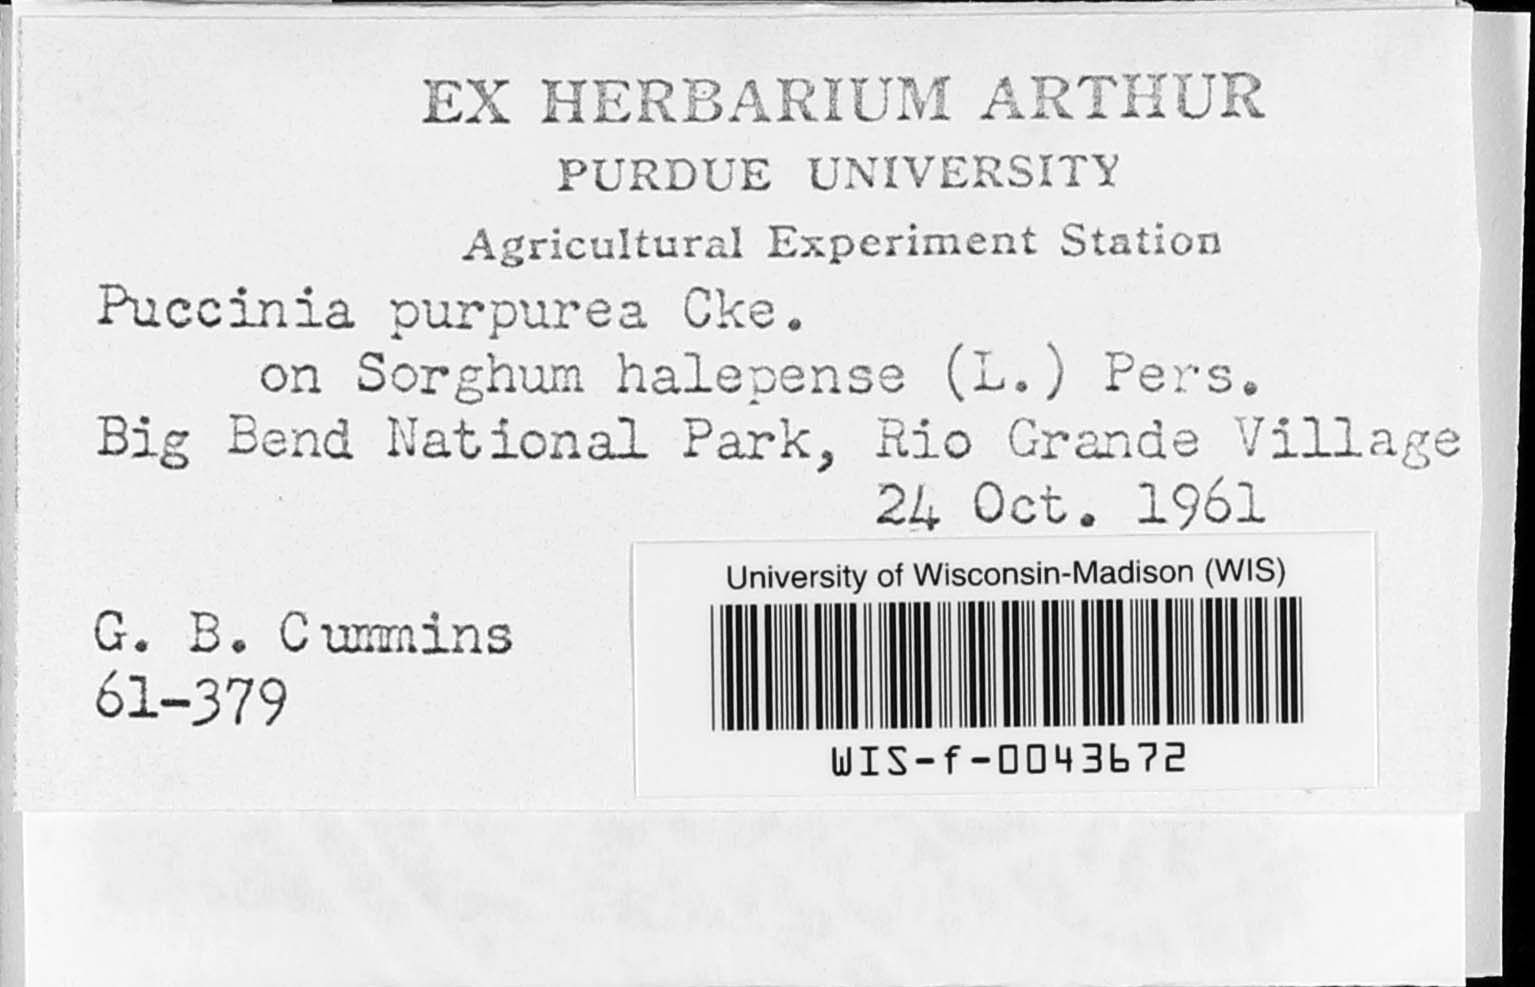 EX HERBARIUM ARTHUR
PURDUE UNIVERSITY
Agricultural Experiment Station
Puccinia purpurea Cke.
on Sorghum halepense (L.) Pers.
Big Bend National Park, Rio Grande Village
24 Oct. 1961
G. B. Cummins
61-379
University of Wisconsin-Madison (WIS)
WIS-f-0043672